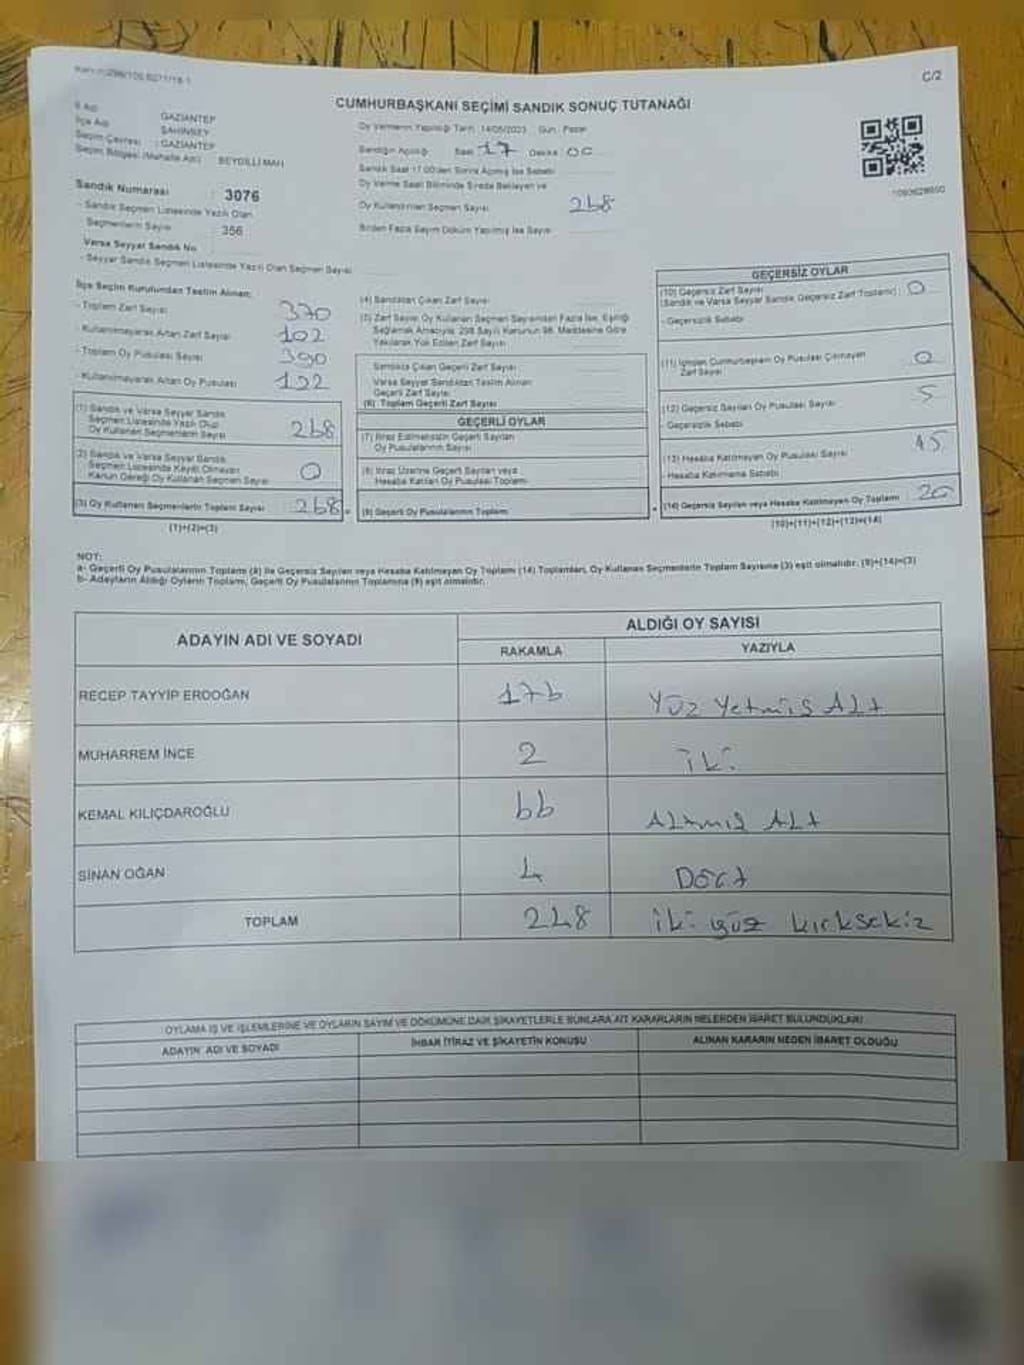 C/2
CUMHURBAŞKANI SEÇİMİ SANDIK SONUÇ TUTANAĞI
İl Adı GAZİANTEP
İlçe Adı ŞAHİNBEY
Seçim Çevresi : GAZİANTEP
Seçim Bölgesi (Mahalle Adı) BEYDİLLİ MAH
Sandık Numarası : 3076
- Sandık Seçmen Listesinde Yazılı Olan
Seçmenlerin Sayısı : 356
Varsa Seyyar Sandık No
- Seyyar Sandık Seçmen Listesinde Yazılı Olan Seçmen Sayısı
Oy Vermenin Yapıldığı Tarih: 14/05/2023 Gün: Pazar
Sandığın Açıldığı Saat 17 Dakika 00
Sandık Saat 17.00'den Sonra Açılmış İse Sebebi
Oy Verme Saati Bitiminde Sırada Bekleyen ve
Oy Kullandırılan Seçmen Sayısı 268
Birden Fazla Sayım Döküm Yapılmış İse Sayısı
İlçe Seçim Kurulundan Teslim Alınan:
- Toplam Zarf Sayısı 370
- Kullanılmayarak Artan Zarf Sayısı 102
- Toplam Oy Pusulası Sayısı 390
- Kullanılmayarak Artan Oy Pusulası 122
(1) Sandık ve Varsa Seyyar Sandık
Seçmen Listesinde Yazılı Olup
Oy Kullanan Seçmenlerin Sayısı 268
(2) Sandık ve Varsa Seyyar Sandık
Seçmen Listesinde Kayıtlı Olmayan
Kanun Gereği Oy Kullanan Seçmen Sayısı 0
(3) Oy Kullanan Seçmenlerin Toplam Sayısı 268
(1)+(2)=(3)
(4) Sandıktan Çıkan Zarf Sayısı
(5) Zarf Sayısı Oy Kullanan Seçmen Sayısından Fazla İse, Eşitliği
Sağlamak Amacıyla, 298 Sayılı Kanunun 98. Maddesine Göre
Yakılarak Yok Edilen Zarf Sayısı
Sandıkta Çıkan Geçerli Zarf Sayısı
Varsa Seyyar Sandıktan Teslim Alınan
Geçerli Zarf Sayısı
(6) Toplam Geçerli Zarf Sayısı
GEÇERLİ OYLAR
(7) İtiraz Edilmeksizin Geçerli Sayılan
Oy Pusulalarının Sayısı
(8) İtiraz Üzerine Geçerli Sayılan veya
Hesaba Katılan Oy Pusulası Toplamı
(9) Geçerli Oy Pusulalarının Toplamı
GEÇERSİZ OYLAR
(10) Geçersiz Zarf Sayısı
(Sandık ve Varsa Seyyar Sandık Geçersiz Zarf Toplamı) : 0
- Geçersizlik Sebebi
(11) İçinden Cumhurbaşkanı Oy Pusulası Çıkmayan
Zarf Sayısı 0
(12) Geçersiz Sayılan Oy Pusulası Sayısı 5
- Geçersizlik Sebebi
(13) Hesaba Katılmayan Oy Pusulası Sayısı 15
- Hesaba Katılmama Sebebi
(14) Geçersiz Sayılan veya Hesaba Katılmayan Oy Toplamı 20
(10)+(11)+(12)+(13)=(14)
NOT:
a- Geçerli Oy Pusulalarının Toplamı (9) ile Geçersiz Sayılan veya Hesaba Katılmayan Oy Toplamı (14) Toplamları, Oy Kullanan Seçmenlerin Toplam Sayısına (3) eşit olmalıdır. (9)+(14)=(3)
b- Adayların Aldığı Oyların Toplamı, Geçerli Oy Pusulalarının Toplamına (9) eşit olmalıdır.
ADAYIN ADI VE SOYADI
ALDIĞI OY SAYISI
RAKAMLA YAZIYLA
RECEP TAYYİP ERDOĞAN 176 Yüz Yetmiş Altı
MUHARREM İNCE 2 iki
KEMAL KILIÇDAROĞLU 66 Altmış Altı
SİNAN OĞAN 4 Dört
TOPLAM 248 iki yüz kırksekiz
OYLAMA İŞ VE İŞLEMLERİNE VE OYLARIN SAYIM VE DÖKÜMÜNE DAİR ŞİKAYETLERLE BUNLARA AİT KARARLARIN NELERDEN İBARET BULUNDUKLARI
ADAYIN ADI VE SOYADI
İHBAR İTİRAZ VE ŞİKAYETİN KONUSU
ALINAN KARARIN NEDEN İBARET OLDUĞU